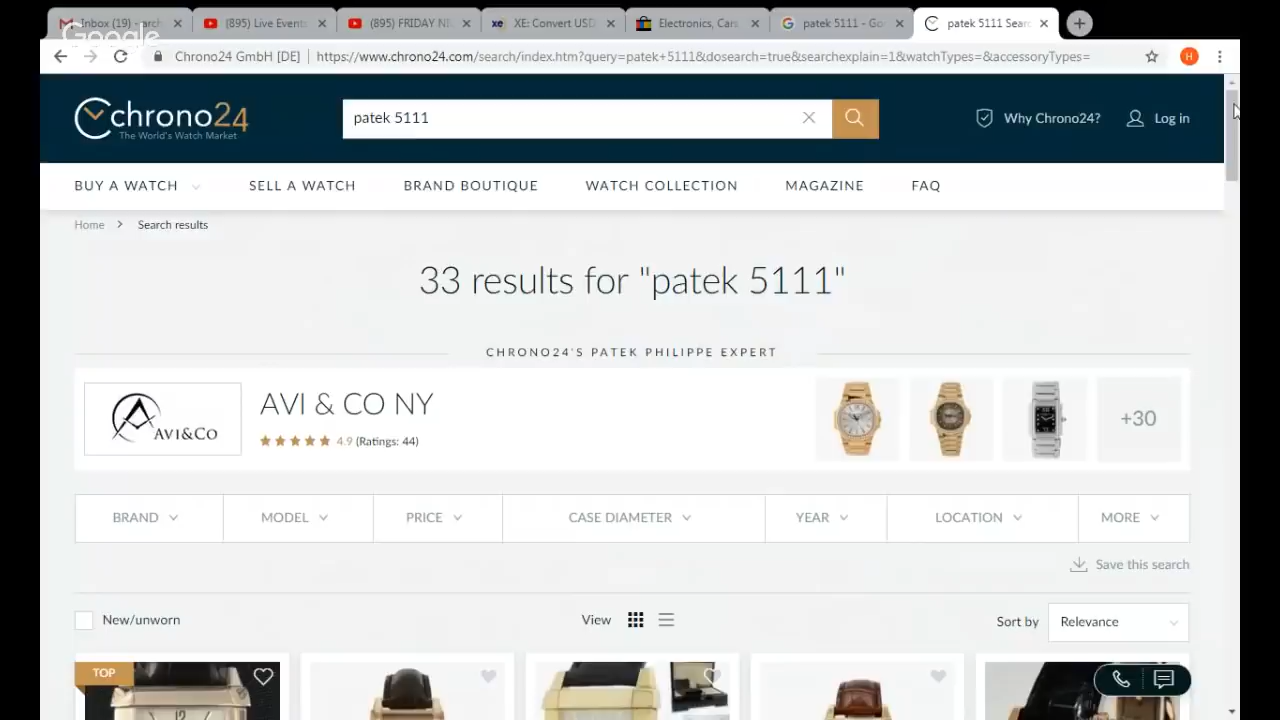 Inbox (19) - arch
(895) Live Event
(895) FRIDAY NI
XE: Convert USD
Electronics, Cars
patek 5111 - Go
patek 5111 Sear
Google
Chrono24 GmbH [DE] https://www.chrono24.com/search/index.htm?query=patek+5111&dosearch=true&searchexplain=1&watchTypes=&accessoryTypes=
H
chrono24
The World's Watch Market
patek 5111
Why Chrono24?
Log in
BUY A WATCH
SELL A WATCH
BRAND BOUTIQUE
WATCH COLLECTION
MAGAZINE
FAQ
Home > Search results
33 results for "patek 5111"
CHRONO24'S PATEK PHILIPPE EXPERT
AVI&CO
AVI & CO NY
4.9 (Ratings: 44)
+30
BRAND
MODEL
PRICE
CASE DIAMETER
YEAR
LOCATION
MORE
Save this search
New/unworn
View
Sort by
Relevance
TOP
12